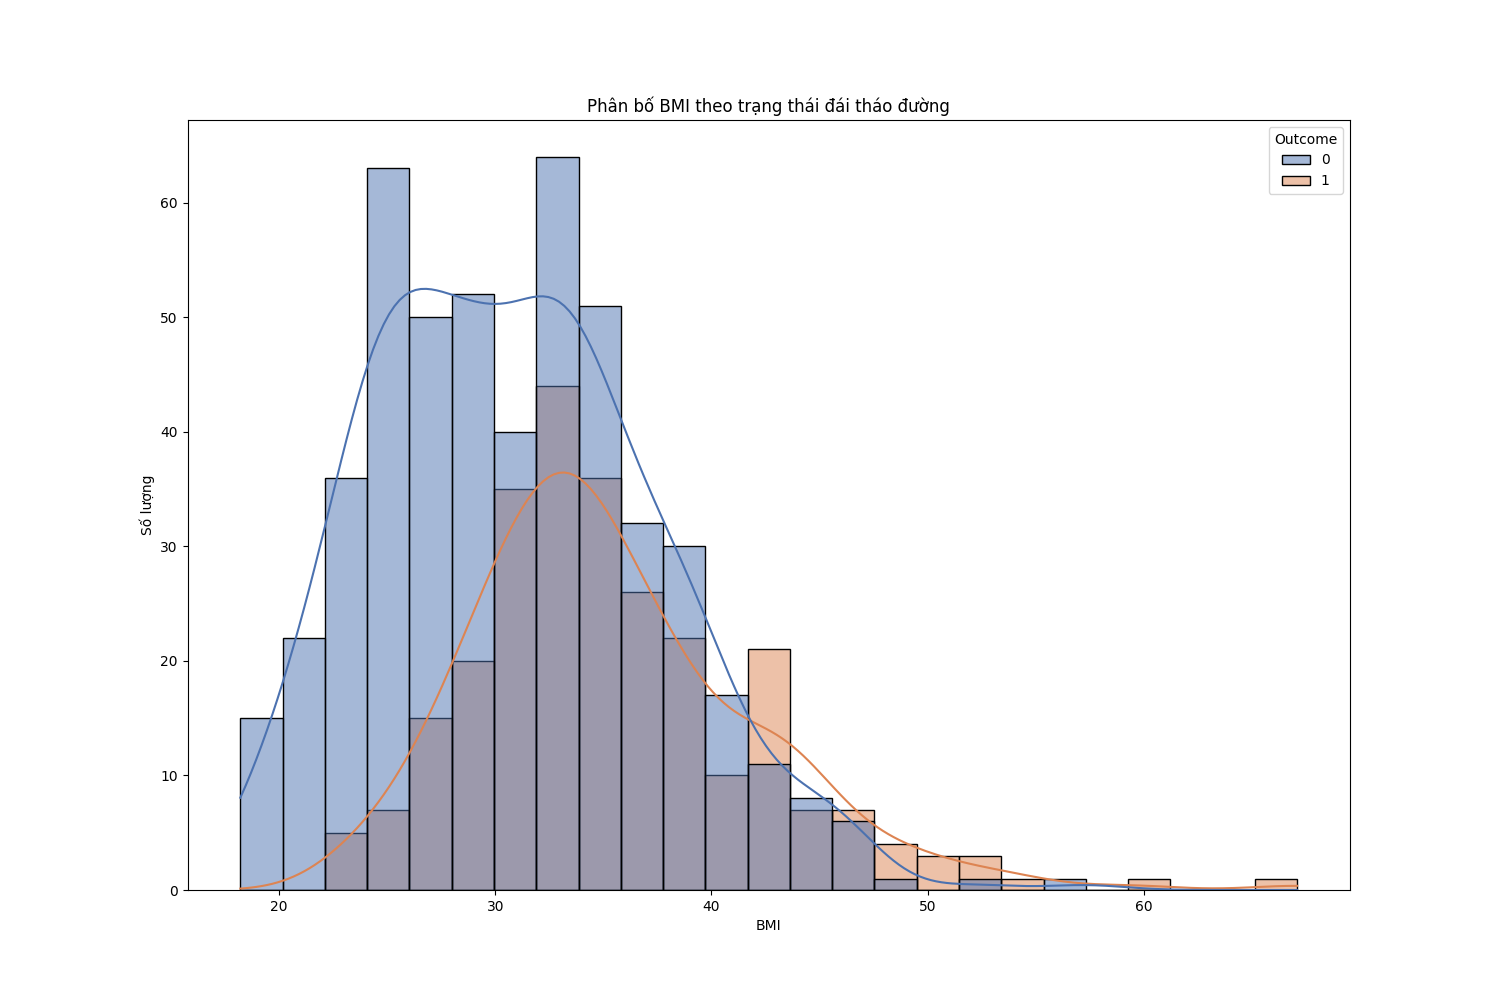 Phân bố BMI theo trạng thái đái tháo đường
Outcome
0
1
60
50
40
30
20
10
0
Số lượng
20 30 40 50 60
BMI